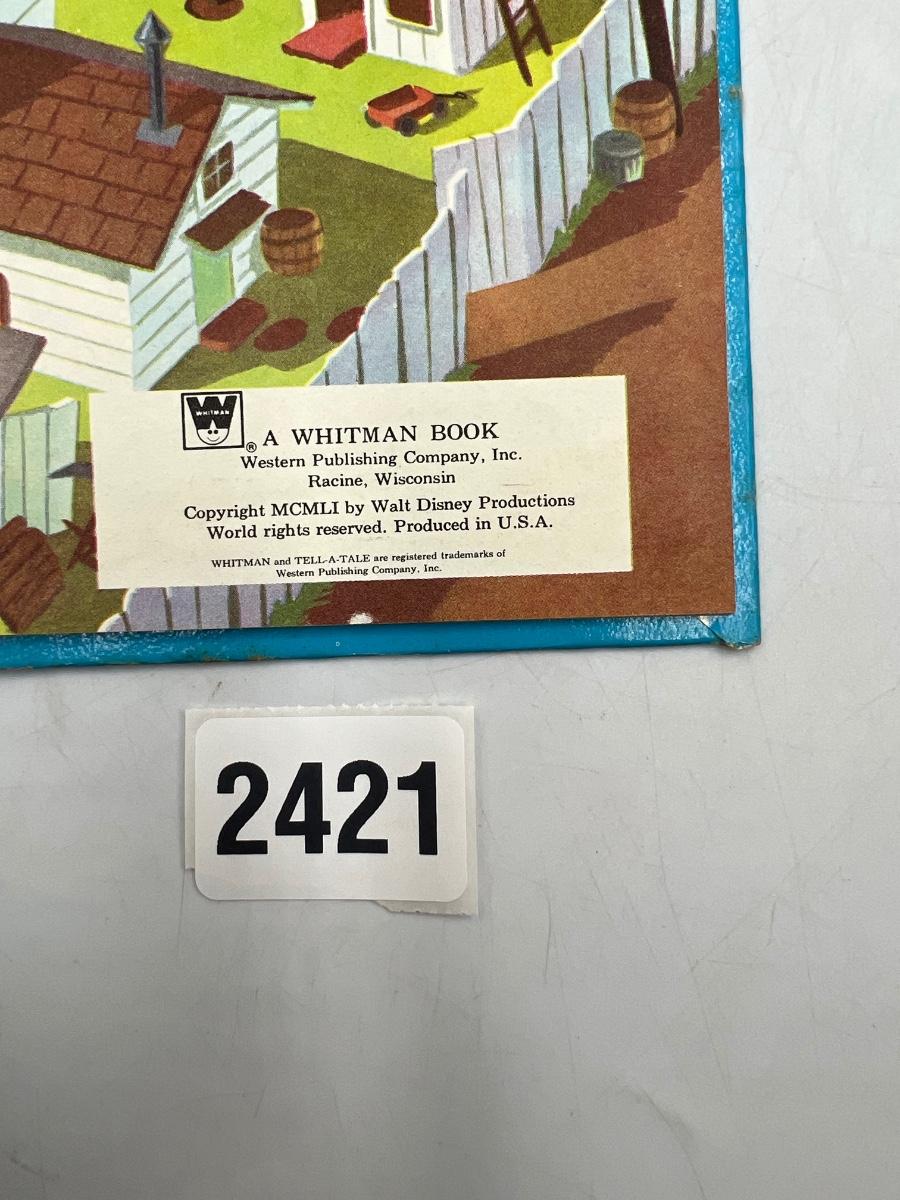 WHITMAN
® A WHITMAN BOOK
Western Publishing Company, Inc.
Racine, Wisconsin
Copyright MCMLI by Walt Disney Productions
World rights reserved. Produced in U.S.A.
WHITMAN and TELL-A-TALE are registered trademarks of
Western Publishing Company, Inc.
2421